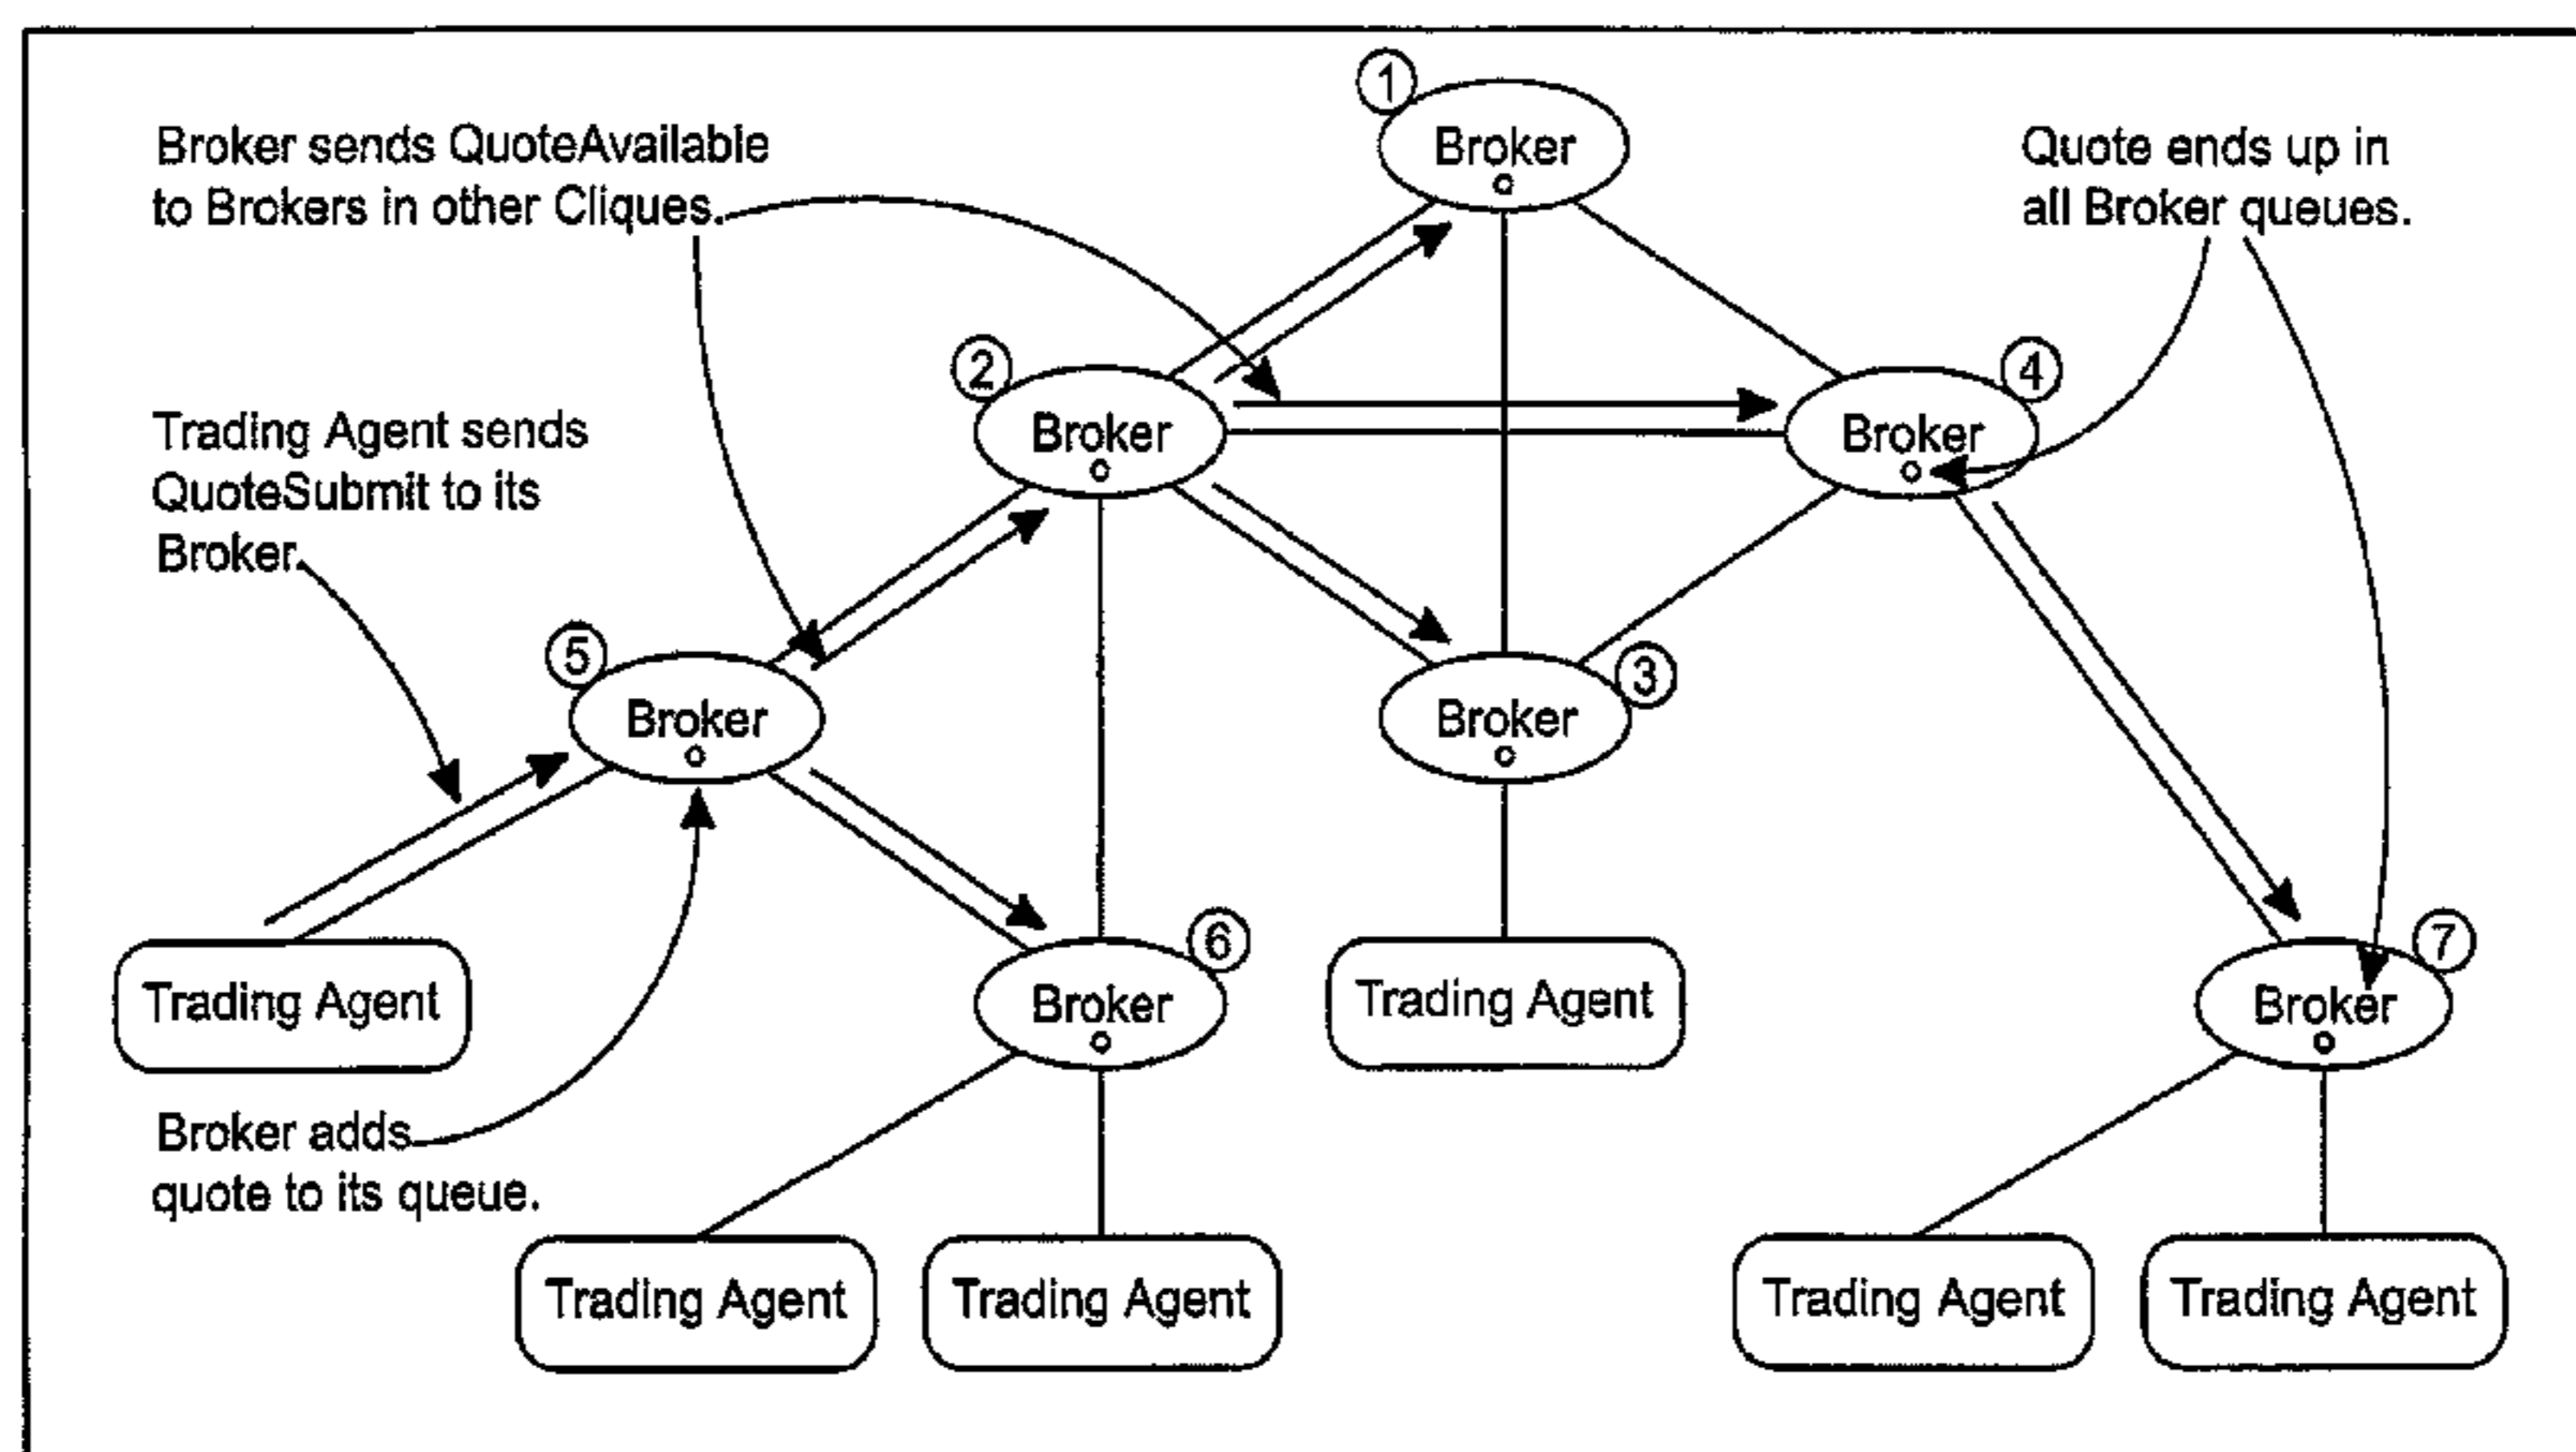 1
Broker
Broker sends QuoteAvailable
to Brokers in other Cliques.
Quote ends up in
all Broker queues.
2
Broker
4
Broker
Trading Agent sends
QuoteSubmit to its
Broker.
5
Broker
3
Broker
6
Broker
7
Broker
Trading Agent
Trading Agent
Broker adds
quote to its queue.
Trading Agent
Trading Agent
Trading Agent
Trading Agent